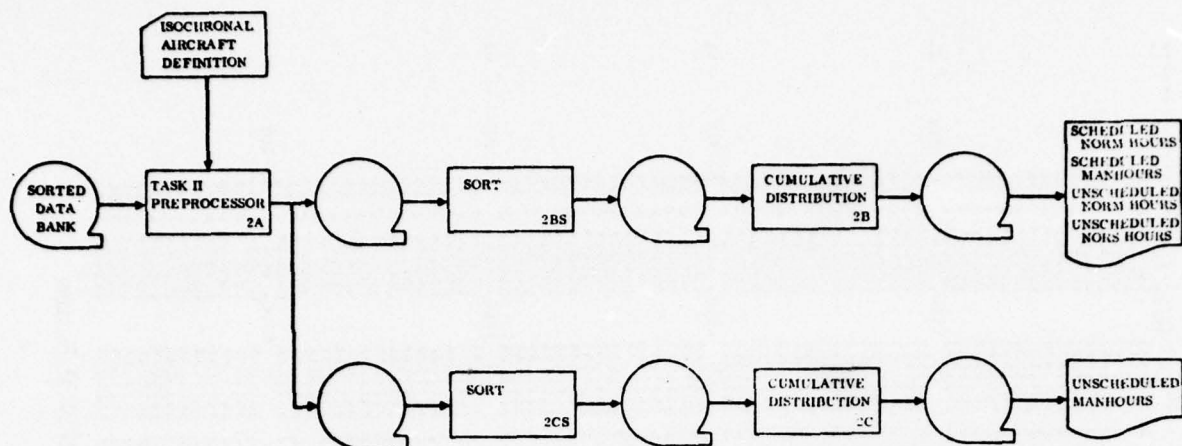 ISOCHRONAL
AIRCRAFT
DEFINITION
SORTED
DATA
BANK
TASK II
PREPROCESSOR
2A
SORT
2BS
CUMULATIVE
DISTRIBUTION
2B
SCHEDULED
NORM HOURS
SCHEDULED
MANHOURS
UNSCHEDULED
NORM HOURS
UNSCHEDULED
NORS HOURS
SORT
2CS
CUMULATIVE
DISTRIBUTION
2C
UNSCHEDULED
MANHOURS